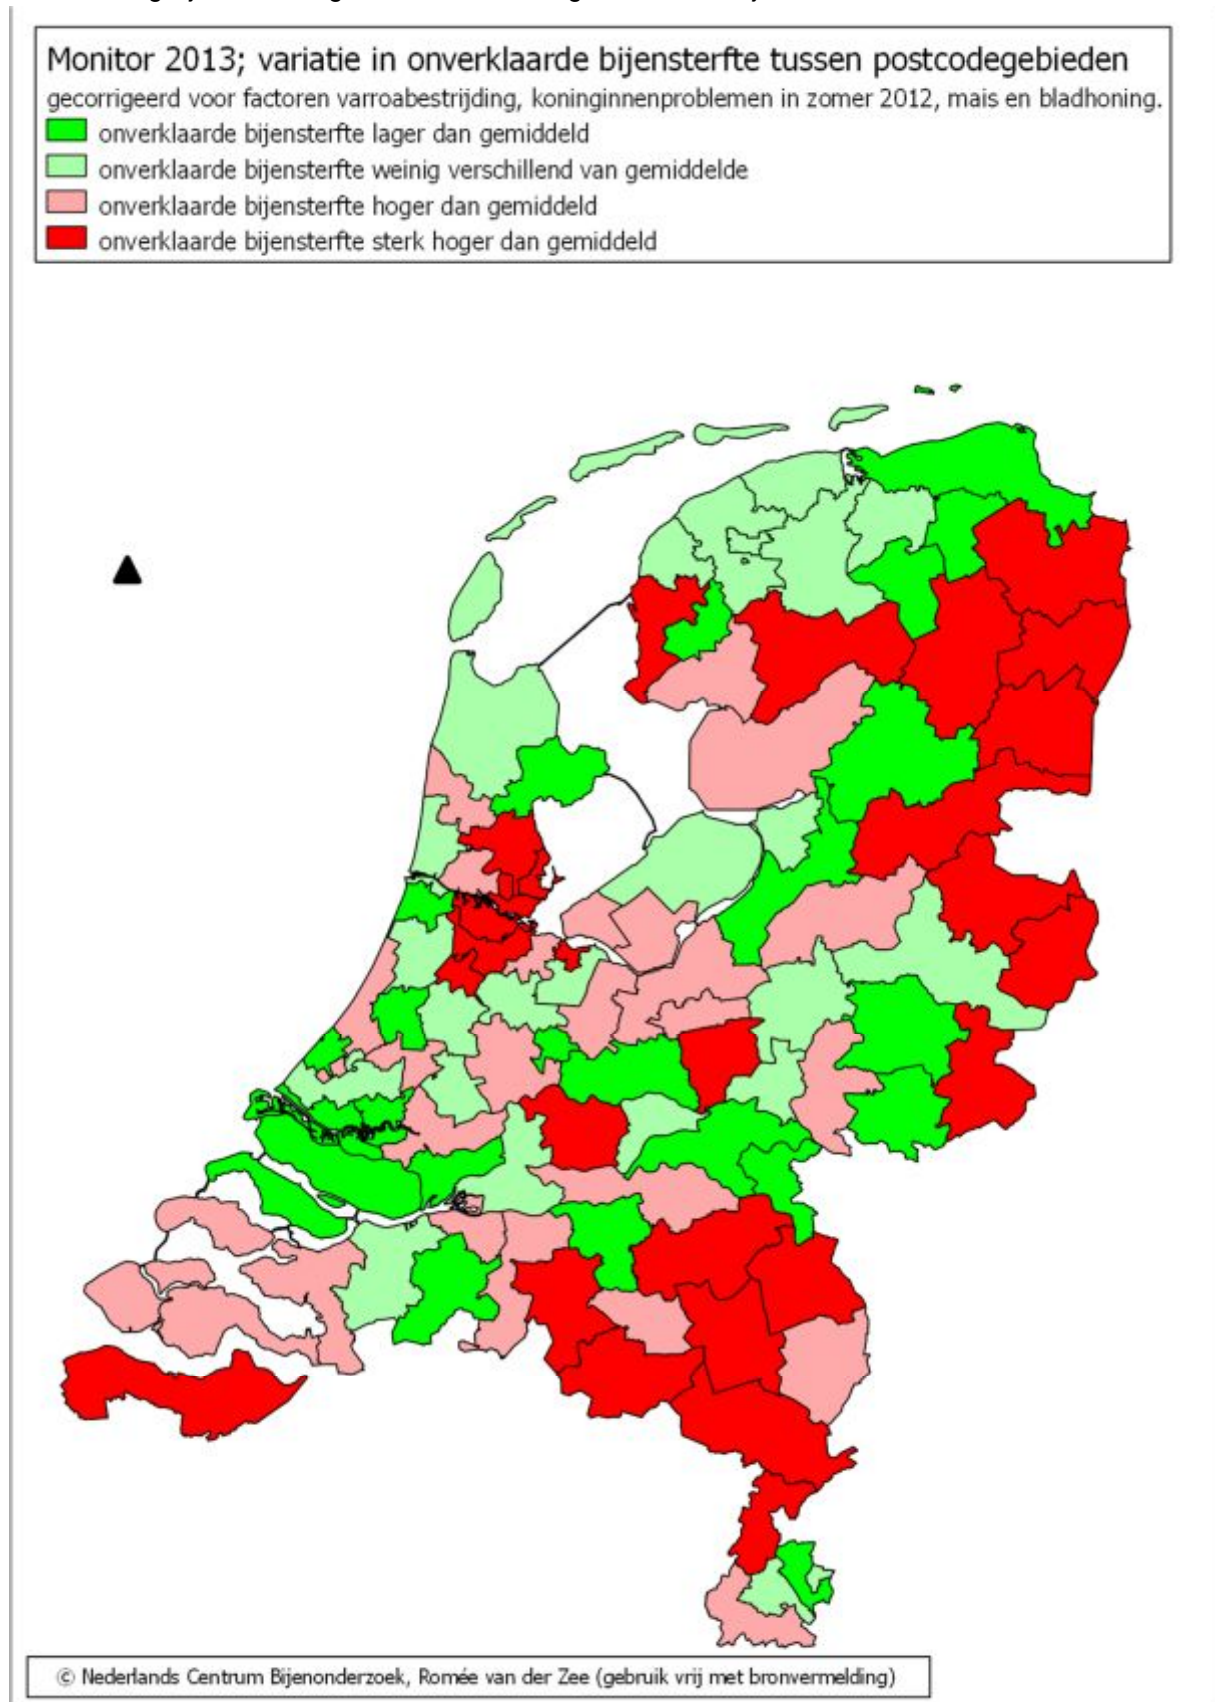 Monitor 2013; variatie in onverklaarde bijensterfte tussen postcodegebieden
gecorrigeerd voor factoren varroabestrijding, koninginnenproblemen in zomer 2012, mais en bladhoning.
onverklaarde bijensterfte lager dan gemiddeld
onverklaarde bijensterfte weinig verschillend van gemiddelde
onverklaarde bijensterfte hoger dan gemiddeld
onverklaarde bijensterfte sterk hoger dan gemiddeld
© Nederlands Centrum Bijenonderzoek, Romée van der Zee (gebruik vrij met bronvermelding)